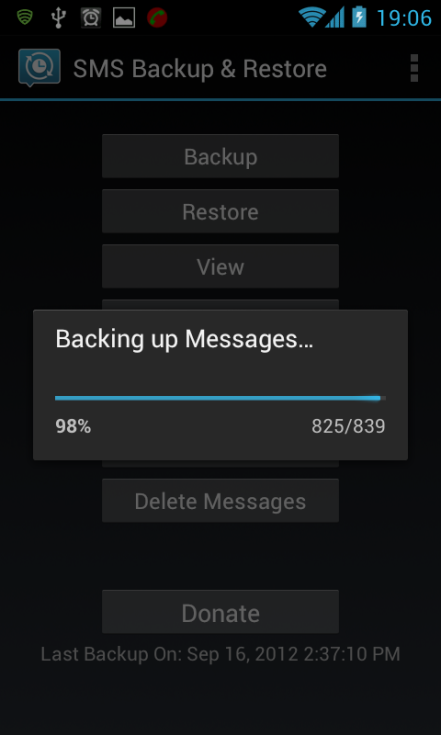 19:06
SMS Backup & Restore
Backup
Restore
View
Backing up Messages...
98% 825/839
Delete Messages
Donate
Last Backup On: Sep 16, 2012 2:37:10 PM